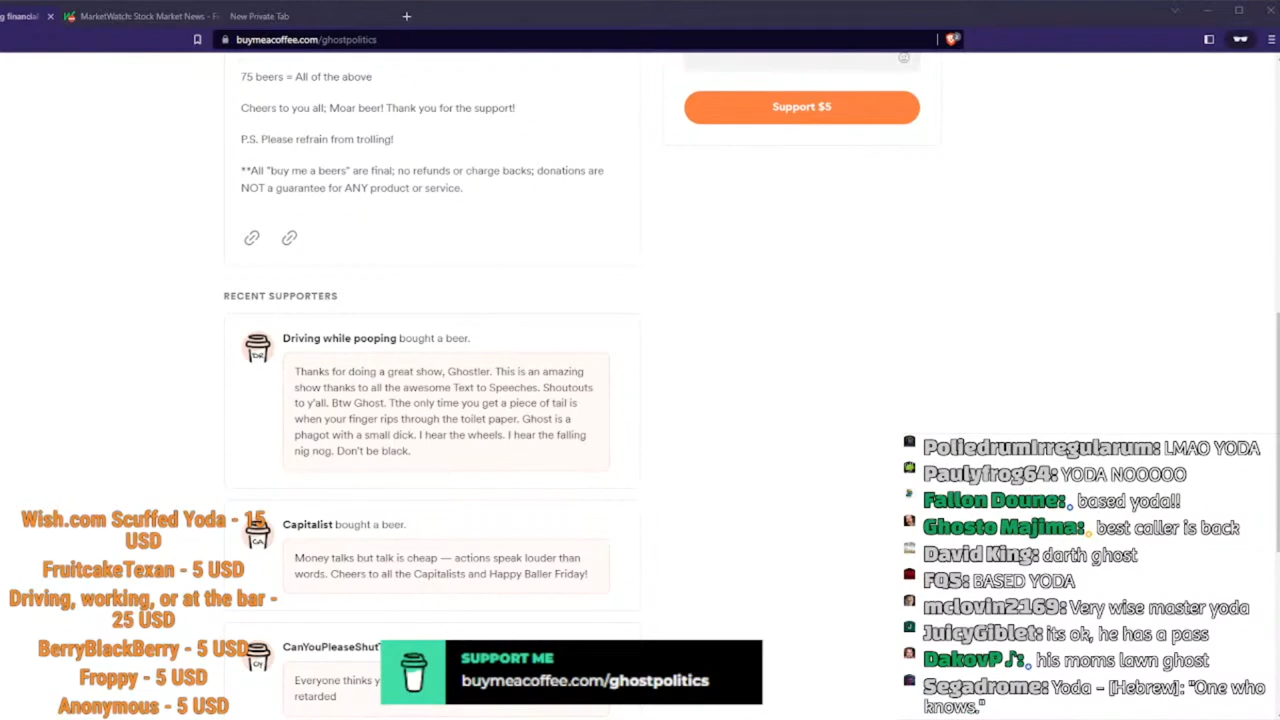 g financial
MarketWatch: Stock Market News - Fi
New Private Tab
buymeacoffee.com/ghostpolitics
75 beers = All of the above
Cheers to you all; Moar beer! Thank you for the support!
P.S. Please refrain from trolling!
**All "buy me a beers" are final; no refunds or charge backs; donations are
NOT a guarantee for ANY product or service.
Support $5
RECENT SUPPORTERS
Driving while pooping bought a beer.
DR
Thanks for doing a great show, Ghostler. This is an amazing
show thanks to all the awesome Text to Speeches. Shoutouts
to y'all. Btw Ghost. Tthe only time you get a piece of tail is
when your finger rips through the toilet paper. Ghost is a
phagot with a small dick. I hear the wheels. I hear the falling
nig nog. Don't be black.
Capitalist bought a beer.
CA
Money talks but talk is cheap — actions speak louder than
words. Cheers to all the Capitalists and Happy Baller Friday!
CanYouPleaseShut
CY
Everyone thinks y
retarded
Wish.com Scuffed Yoda - 15
USD
FruitcakeTexan - 5 USD
Driving, working, or at the bar -
25 USD
BerryBlackBerry - 5 USD
Froppy - 5 USD
Anonymous - 5 USD
SUPPORT ME
buymeacoffee.com/ghostpolitics
PoliedrumIrregularum: LMAO YODA
Paulyfrog64: YODA NOOOOO
Fallon Doune: based yoda!!
Ghosto Majima: best caller is back
David King: darth ghost
FQS: BASED YODA
mclovin2169: Very wise master yoda
JuicyGiblet: its ok, he has a pass
DakovP♪: his moms lawn ghost
Segadrome: Yoda – [Hebrew]: "One who
knows."